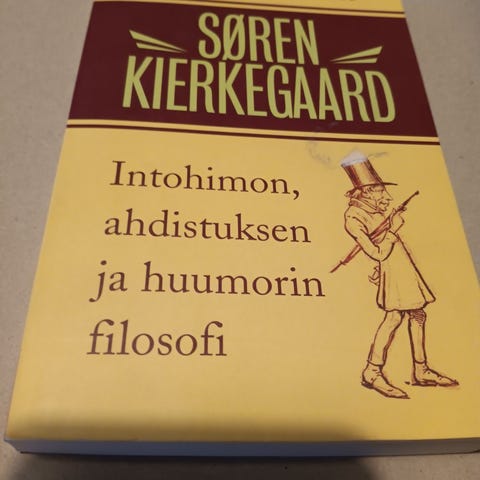 SØREN
KIERKEGAARD
Intohimon,
ahdistuksen
ja huumorin
filosofi